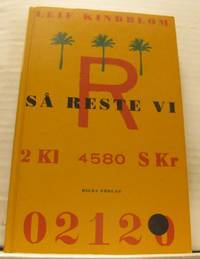 LEIF KINDBLOM
R
SÅ RESTE VI
2 Kl 4580 S Kr
02120